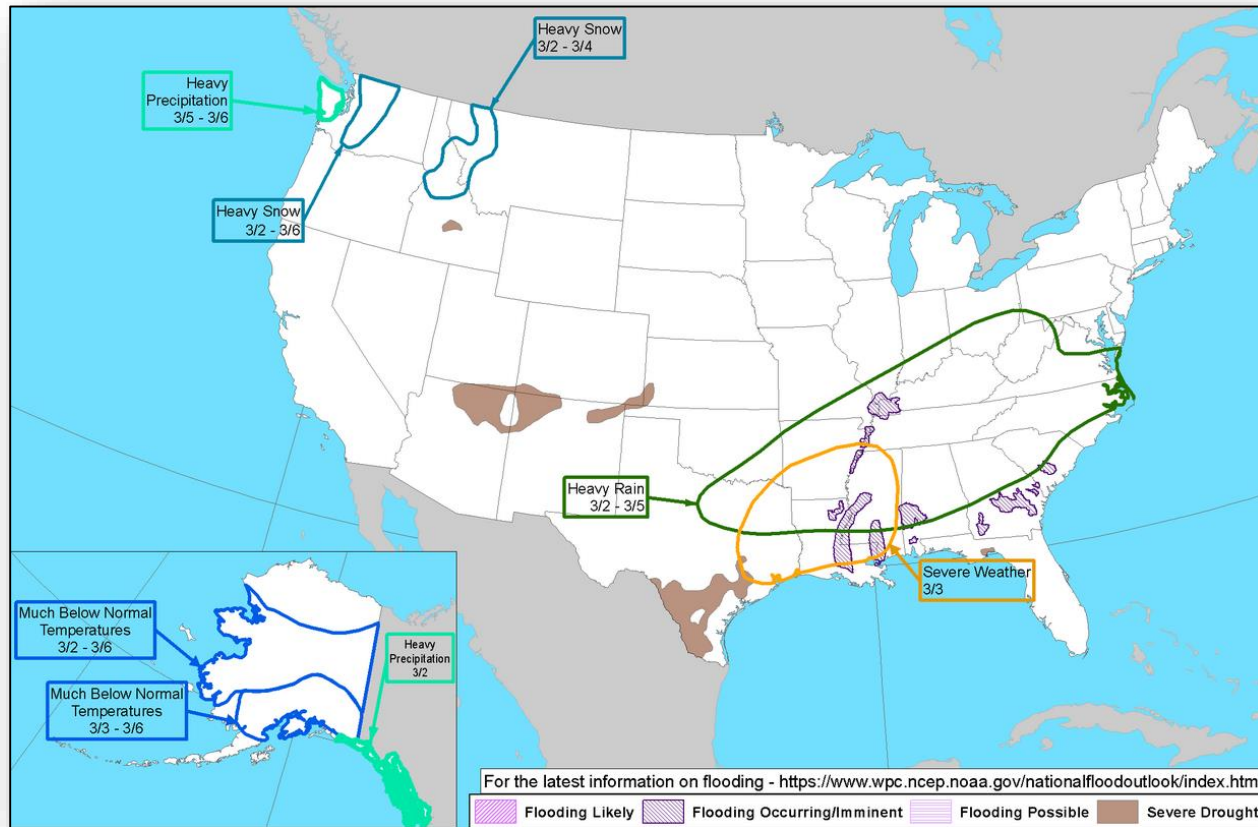 Heavy Snow
3/2 - 3/4
Heavy
Precipitation
3/5 - 3/6
Heavy Snow
3/2 - 3/6
Heavy Rain
3/2 - 3/5
Severe Weather
3/3
Much Below Normal
Temperatures
3/2 - 3/6
Heavy
Precipitation
3/2
Much Below Normal
Temperatures
3/3 - 3/6
For the latest information on flooding - https://www.wpc.ncep.noaa.gov/nationalfloodoutlook/index.htm
Flooding Likely Flooding Occurring/Imminent Flooding Possible Severe Drought